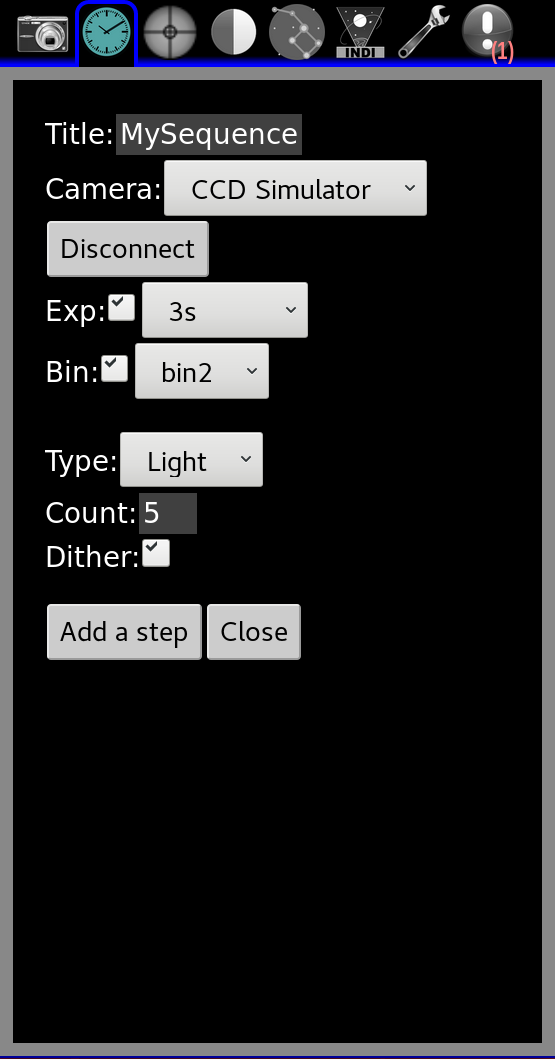 INDI
(1)
Title: MySequence
Camera: CCD Simulator
Disconnect
Exp: 3s
Bin: bin2
Type: Light
Count: 5
Dither:
Add a step Close